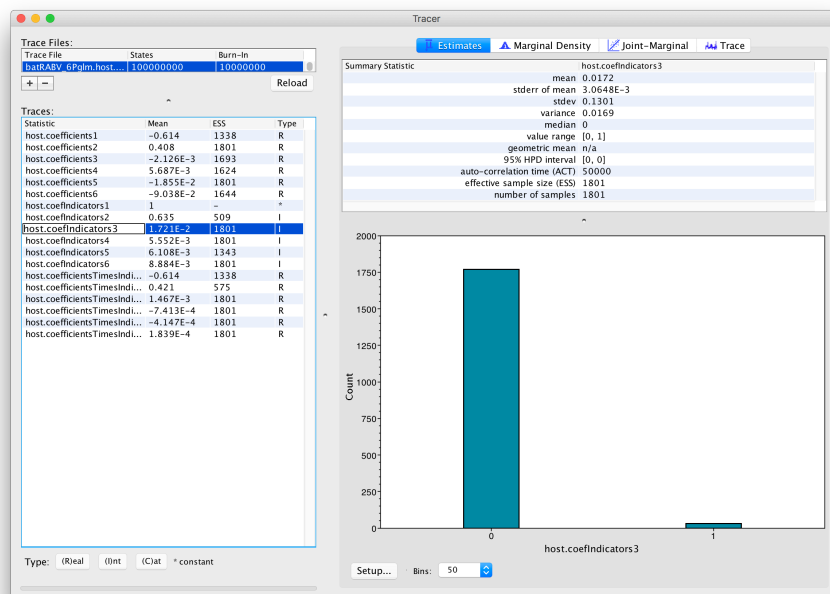 Tracer
Trace Files:
Trace File States Burn-In
batRABV_6Pglm.host.... 100000000 10000000
+ − Reload
Traces:
Statistic Mean ESS Type
host.coefficients1 −0.614 1338 R
host.coefficients2 0.408 1801 R
host.coefficients3 −2.126E−3 1693 R
host.coefficients4 5.687E−3 1624 R
host.coefficients5 −1.855E−2 1801 R
host.coefficients6 −9.038E−2 1644 R
host.coefIndicators1 1 – *
host.coefIndicators2 0.635 509 I
host.coefIndicators3 1.721E−2 1801 I
host.coefIndicators4 5.552E−3 1801 I
host.coefIndicators5 6.108E−3 1343 I
host.coefIndicators6 8.884E−3 1801 I
host.coefficientsTimesIndi... −0.614 1338 R
host.coefficientsTimesIndi... 0.421 575 R
host.coefficientsTimesIndi... 1.467E−3 1801 R
host.coefficientsTimesIndi... −7.413E−4 1801 R
host.coefficientsTimesIndi... −4.147E−4 1801 R
host.coefficientsTimesIndi... 1.839E−4 1801 R
Type: (R)eal (I)nt (C)at * constant
Estimates Marginal Density Joint-Marginal Trace
Summary Statistic host.coefIndicators3
mean 0.0172
stderr of mean 3.0648E−3
stdev 0.1301
variance 0.0169
median 0
value range [0, 1]
geometric mean n/a
95% HPD interval [0, 0]
auto-correlation time (ACT) 50000
effective sample size (ESS) 1801
number of samples 1801
2000
1750
1500
1250
1000
750
500
250
0
Count
0 1
host.coefIndicators3
Setup... Bins: 50